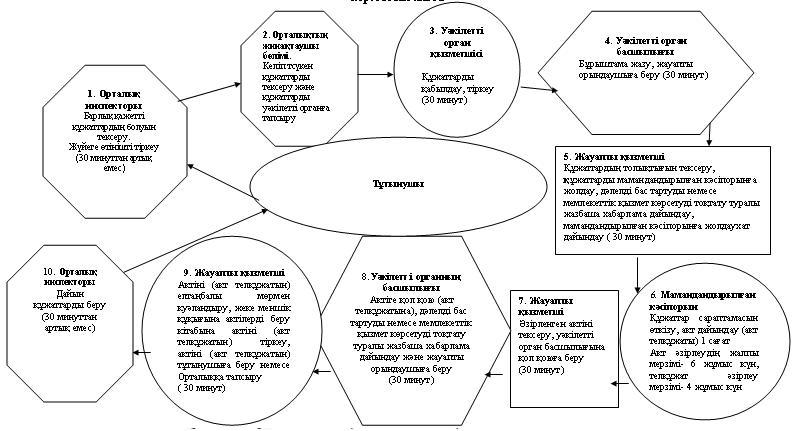 1. Орталық
инспекторы
Барлық қажетті
құжаттардың болуын
тексеру.
Жүйеге өтінішті тіркеу
(30 минуттан артық
емес)
2. Орталықтың
жинақтаушы
бөлімі.
Келіп түскен
құжаттарды
тексеру және
құжаттарды
уәкілетті органға
тапсыру
3. Уәкілетті
орган
қызметшісі
Құжаттарды
қабылдау, тіркеу
(30 минут)
4. Уәкілетті орган
басшылығы
Бұрыштама жазу, жауапты
орындаушыға беру (30 минут)
5. Жауапты қызметші
Құжаттардың толықтығын тексеру,
құжаттарды мамандандырылған кәсіпорынға
жолдау, дәлелді бас тартуды немесе
мемлекеттік қызмет көрсетуді тоқтату туралы
жазбаша хабарлама дайындау,
мамандандырылған кәсіпорынға жолдаухат
дайындау ( 30 минут)
Тұтынушы
6. Мамандандырылған
кәсіпорын
Құжаттар сараптамасын
өткізу, акт дайындау (акт
телқұжаты) 1 сағат
Акт әзірлеудің жалпы
мерзімі- 6 жұмыс күн,
телқұжат әзірлеу
мерзімі- 4 жұмыс күн
7. Жауапты
қызметші
Әзірленген актіні
тексеру, уәкілетті
орган басшылығына
қол қоюға беру
(30 минут)
8. Уәкілетті органның
басшылығы
Актіге қол қою (акт
телқұжатына), дәлелді бас
тартуды немесе мемлекеттік
қызмет көрсетуді тоқтату
туралы жазбаша хабарлама
дайындау және жауапты
орындаушыға беру
(30 минут)
9. Жауапты қызметші
Актіні (акт телқұжатын)
елтаңбалы мөрмен
куәландыру, жеке меншік
құқығына актілерді беру
кітабына актіні (акт
телқұжатын) тіркеу,
актіні (акт телқұжатын)
тұтынушыға беру немесе
Орталыққа тапсыру
( 30 минут)
10. Орталық
инспекторы
Дайын
құжаттарды беру
(30 минуттан
артық емес)